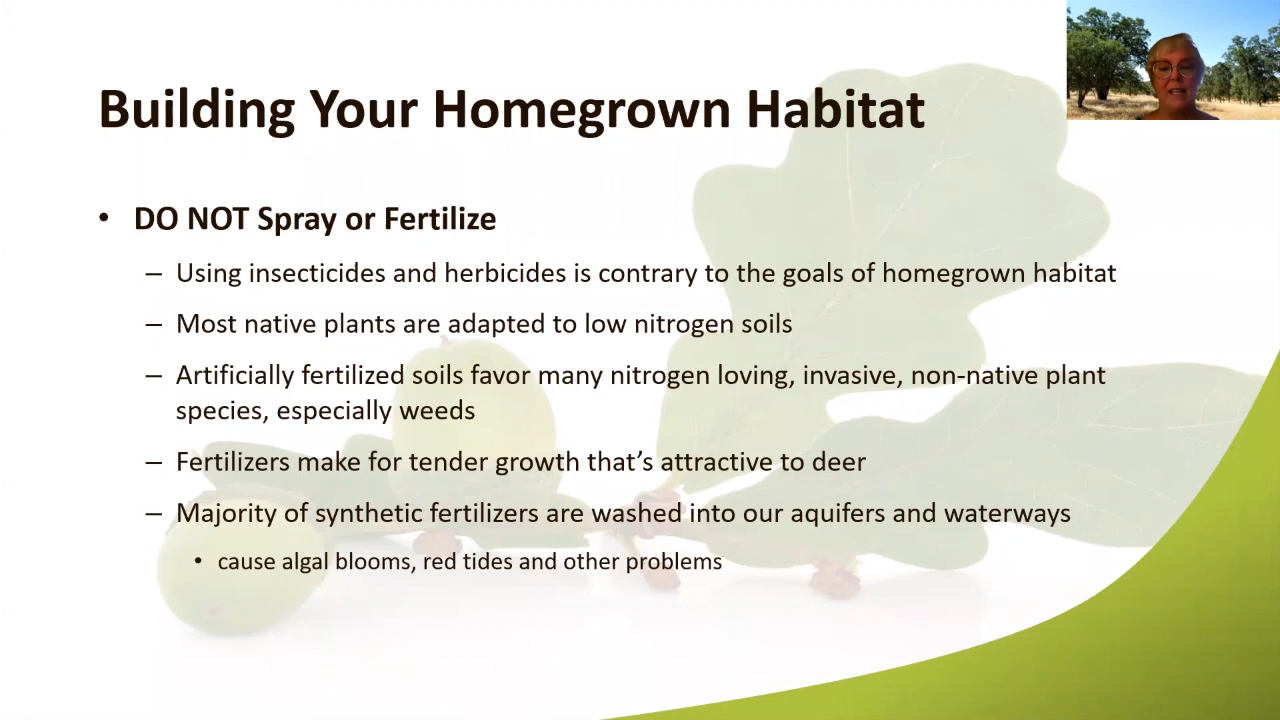 Building Your Homegrown Habitat
• DO NOT Spray or Fertilize
– Using insecticides and herbicides is contrary to the goals of homegrown habitat
– Most native plants are adapted to low nitrogen soils
– Artificially fertilized soils favor many nitrogen loving, invasive, non-native plant
species, especially weeds
– Fertilizers make for tender growth that’s attractive to deer
– Majority of synthetic fertilizers are washed into our aquifers and waterways
• cause algal blooms, red tides and other problems